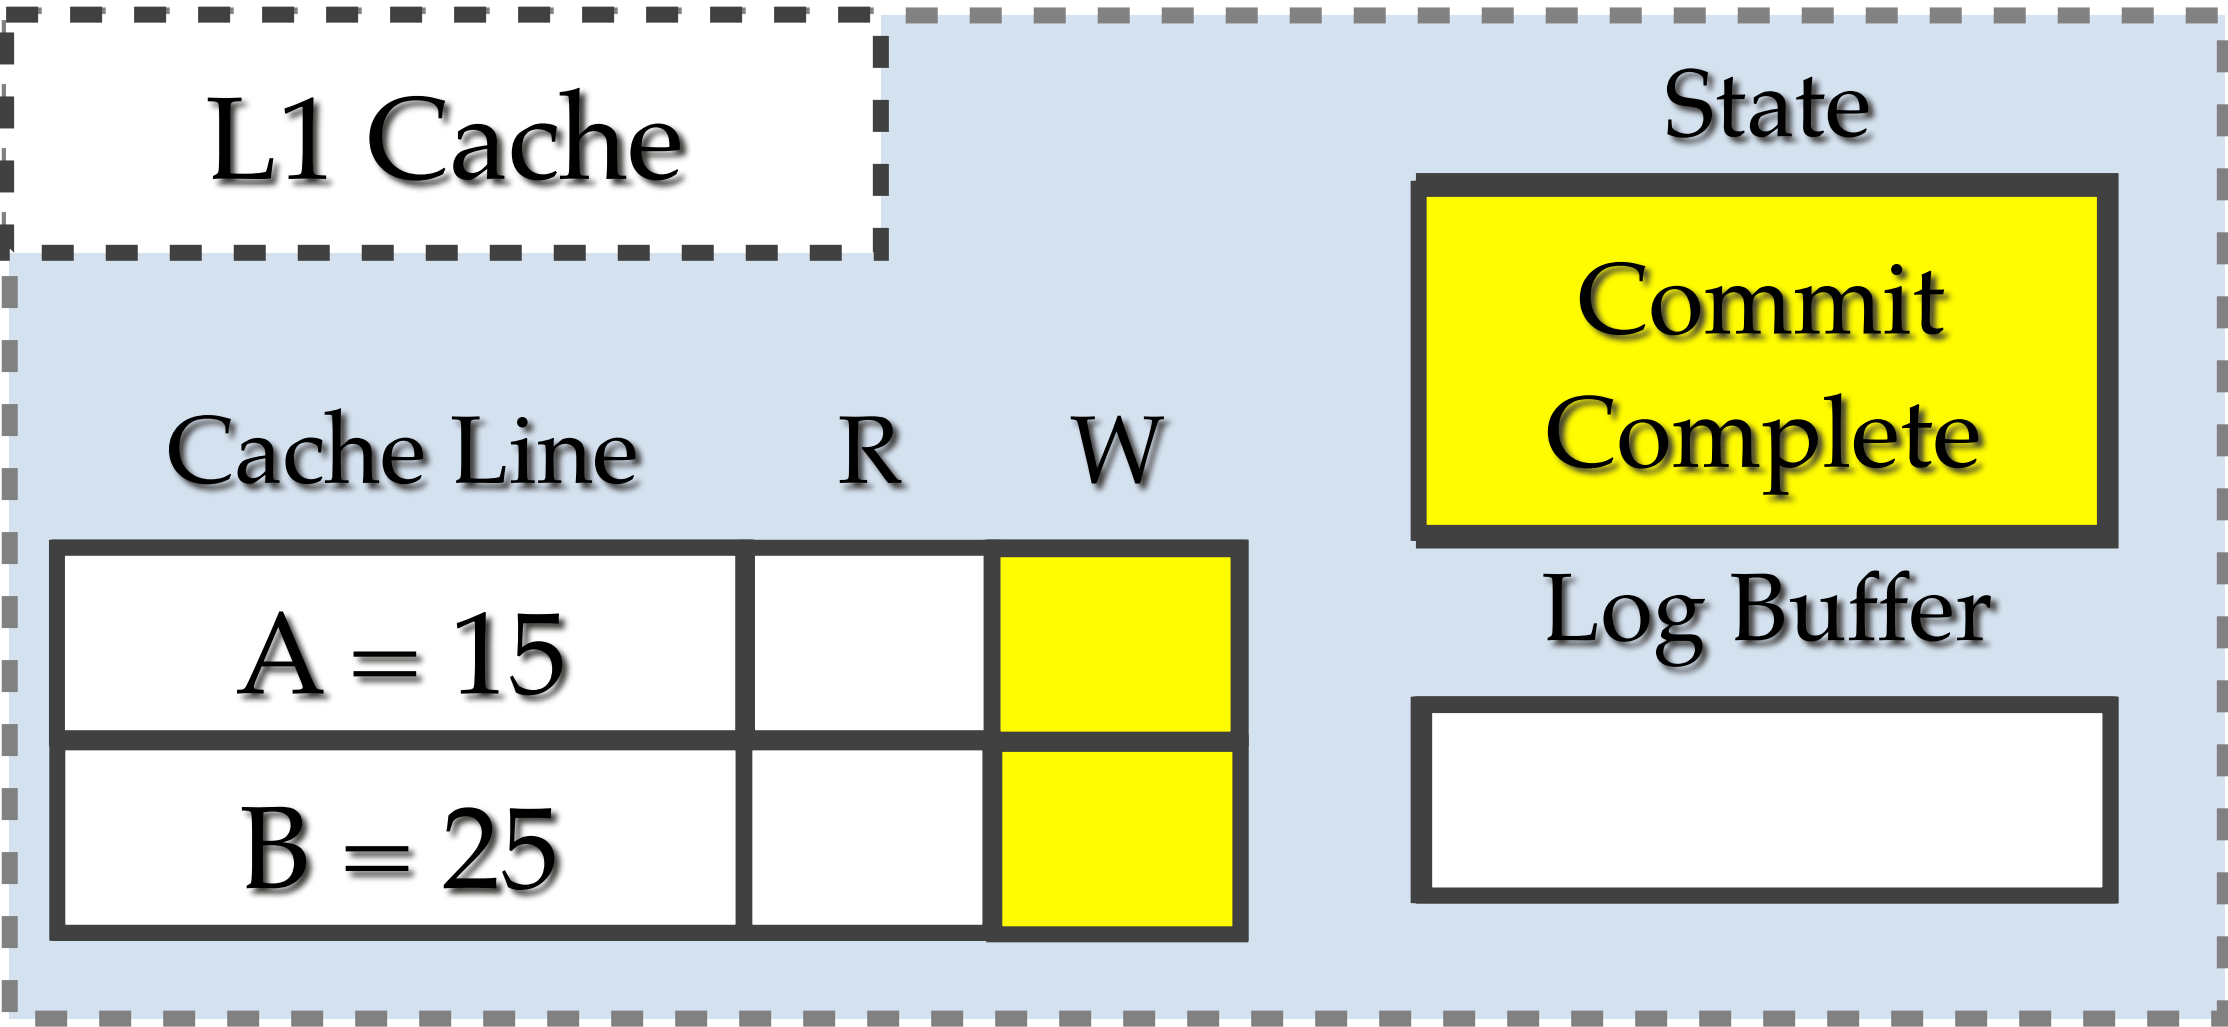 L1 Cache
State
Commit
Complete
Cache Line R W
A = 15
B = 25
Log Buffer